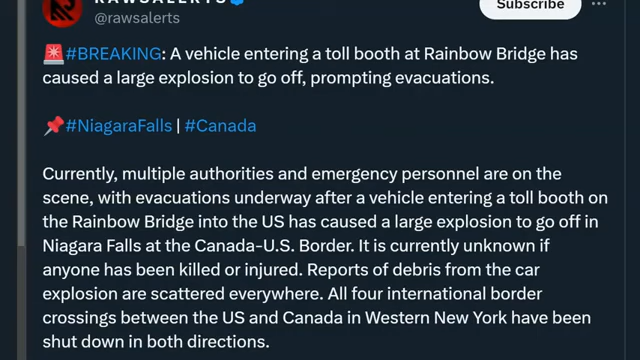 RAWSALERTS
@rawsalerts
Subscribe
🚨#BREAKING: A vehicle entering a toll booth at Rainbow Bridge has
caused a large explosion to go off, prompting evacuations.
📌#NiagaraFalls | #Canada
Currently, multiple authorities and emergency personnel are on the
scene, with evacuations underway after a vehicle entering a toll booth on
the Rainbow Bridge into the US has caused a large explosion to go off in
Niagara Falls at the Canada-U.S. Border. It is currently unknown if
anyone has been killed or injured. Reports of debris from the car
explosion are scattered everywhere. All four international border
crossings between the US and Canada in Western New York have been
shut down in both directions.